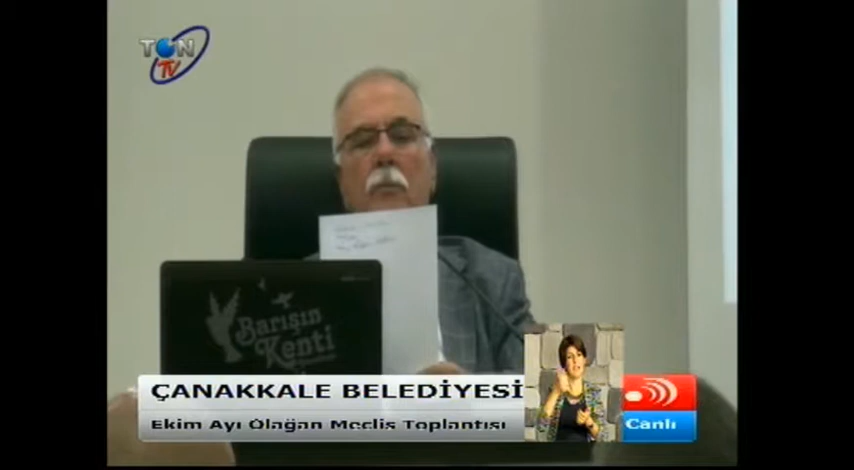 TON
TV
Barışın
Kenti
ÇANAKKALE BELEDİYESİ
Ekim Ayı Olağan Meclis Toplantısı
Canlı